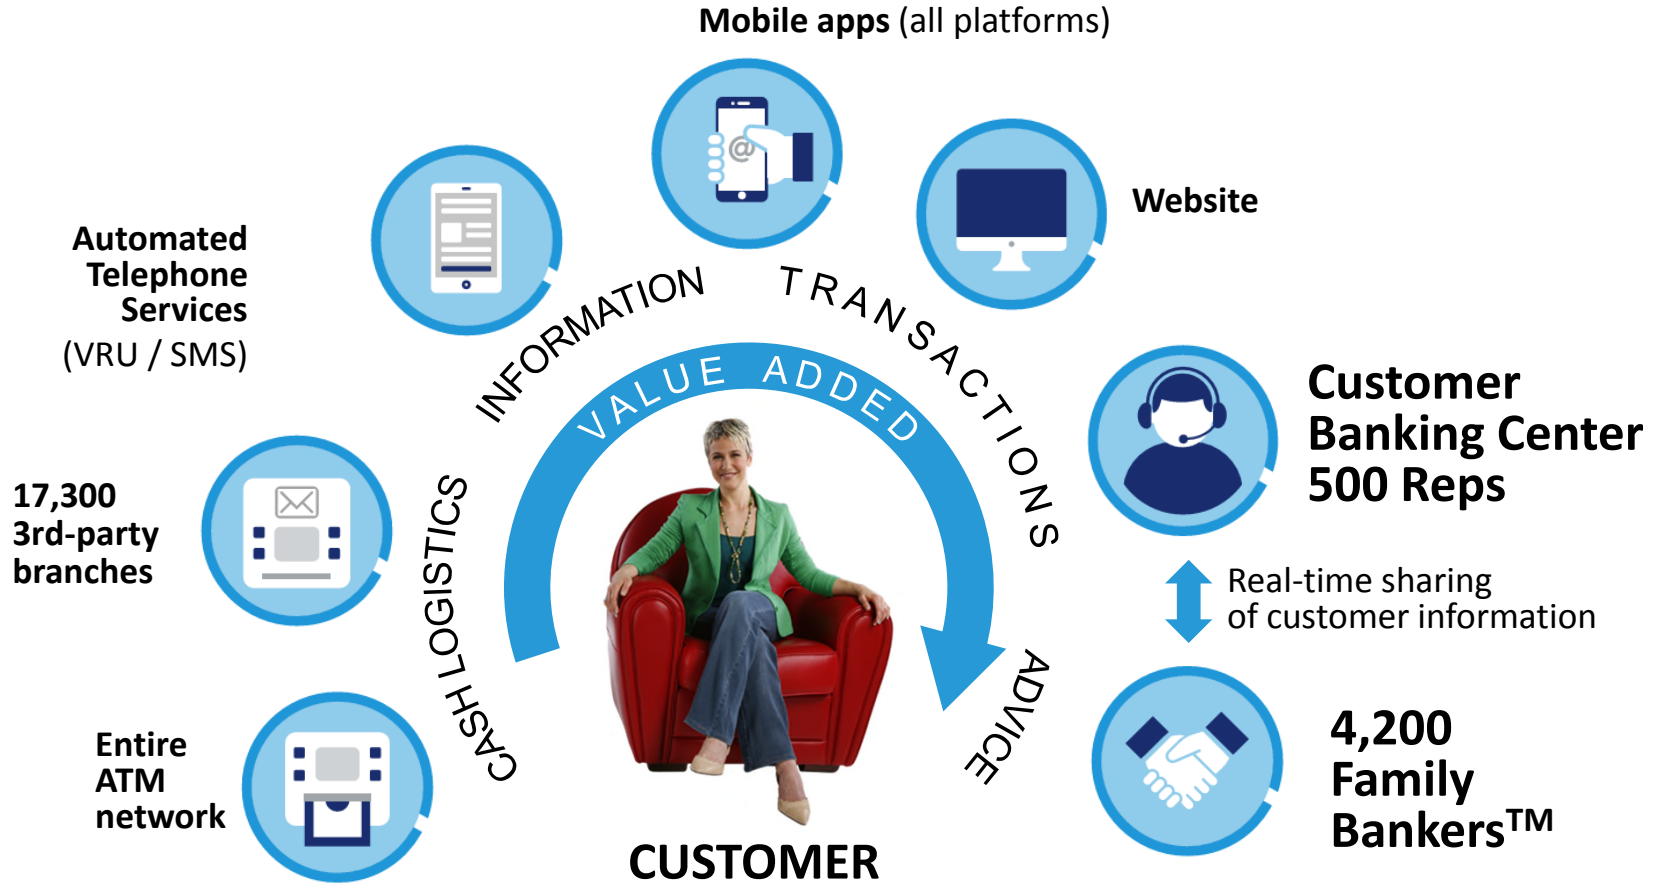 Mobile apps (all platforms)
Website
Automated
Telephone
Services
(VRU / SMS)
INFORMATION
TRANSACTIONS
VALUE ADDED
@
Customer
Banking Center
500 Reps
17,300
3rd-party
branches
CASH LOGISTICS
Real-time sharing
of customer information
ADVICE
Entire
ATM
network
4,200
Family
Bankers™
CUSTOMER